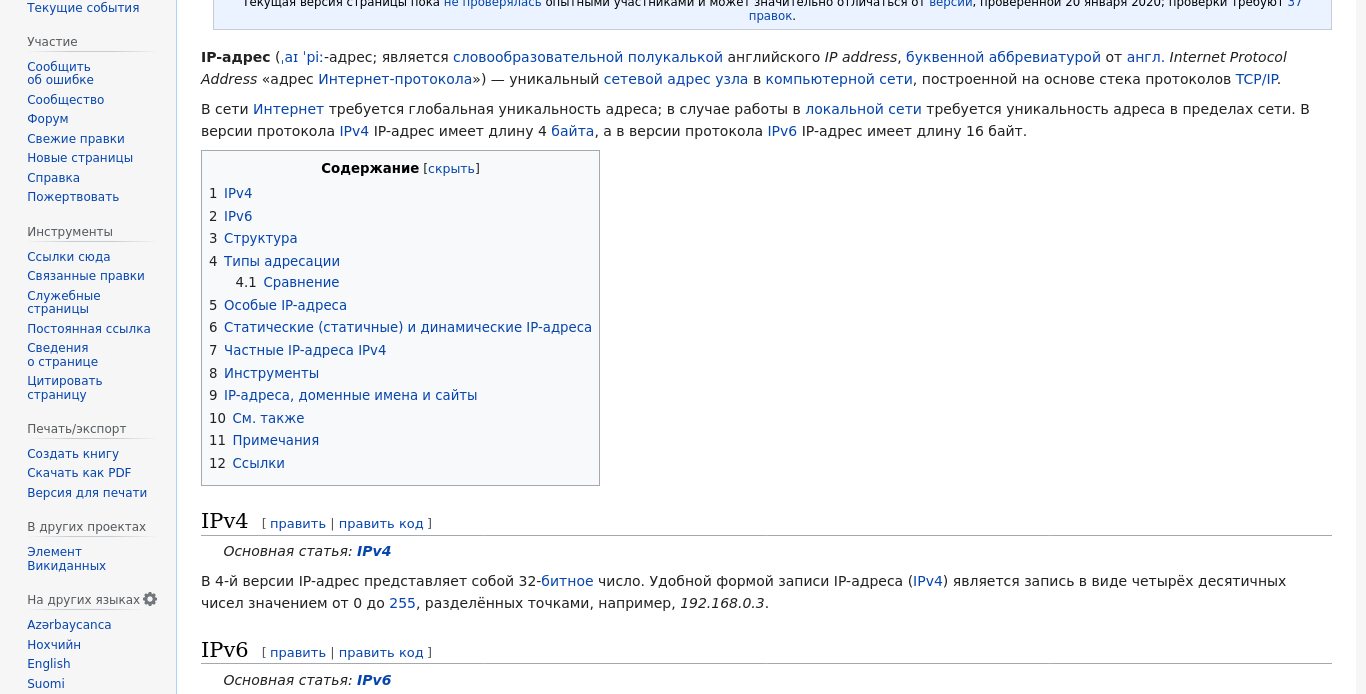 Текущие события
Участие
Сообщить
об ошибке
Сообщество
Форум
Свежие правки
Новые страницы
Справка
Пожертвовать
Инструменты
Ссылки сюда
Связанные правки
Служебные
страницы
Постоянная ссылка
Сведения
о странице
Цитировать
страницу
Печать/экспорт
Создать книгу
Скачать как PDF
Версия для печати
В других проектах
Элемент
Викиданных
На других языках
Azərbaycanca
Нохчийн
English
Suomi
Текущая версия страницы пока не проверялась опытными участниками и может значительно отличаться от версии, проверенной 20 января 2020; проверки требуют 37
правок.
IP-адрес (ˌaɪ ˈpiː-адрес; является словообразовательной полукалькой английского IP address, буквенной аббревиатурой от англ. Internet Protocol
Address «адрес Интернет-протокола») — уникальный сетевой адрес узла в компьютерной сети, построенной на основе стека протоколов TCP/IP.
В сети Интернет требуется глобальная уникальность адреса; в случае работы в локальной сети требуется уникальность адреса в пределах сети. В
версии протокола IPv4 IP-адрес имеет длину 4 байта, а в версии протокола IPv6 IP-адрес имеет длину 16 байт.
Содержание [скрыть]
1 IPv4
2 IPv6
3 Структура
4 Типы адресации
4.1 Сравнение
5 Особые IP-адреса
6 Статические (статичные) и динамические IP-адреса
7 Частные IP-адреса IPv4
8 Инструменты
9 IP-адреса, доменные имена и сайты
10 См. также
11 Примечания
12 Ссылки
IPv4 [ править | править код ]
Основная статья: IPv4
В 4-й версии IP-адрес представляет собой 32-битное число. Удобной формой записи IP-адреса (IPv4) является запись в виде четырёх десятичных
чисел значением от 0 до 255, разделённых точками, например, 192.168.0.3.
IPv6 [ править | править код ]
Основная статья: IPv6